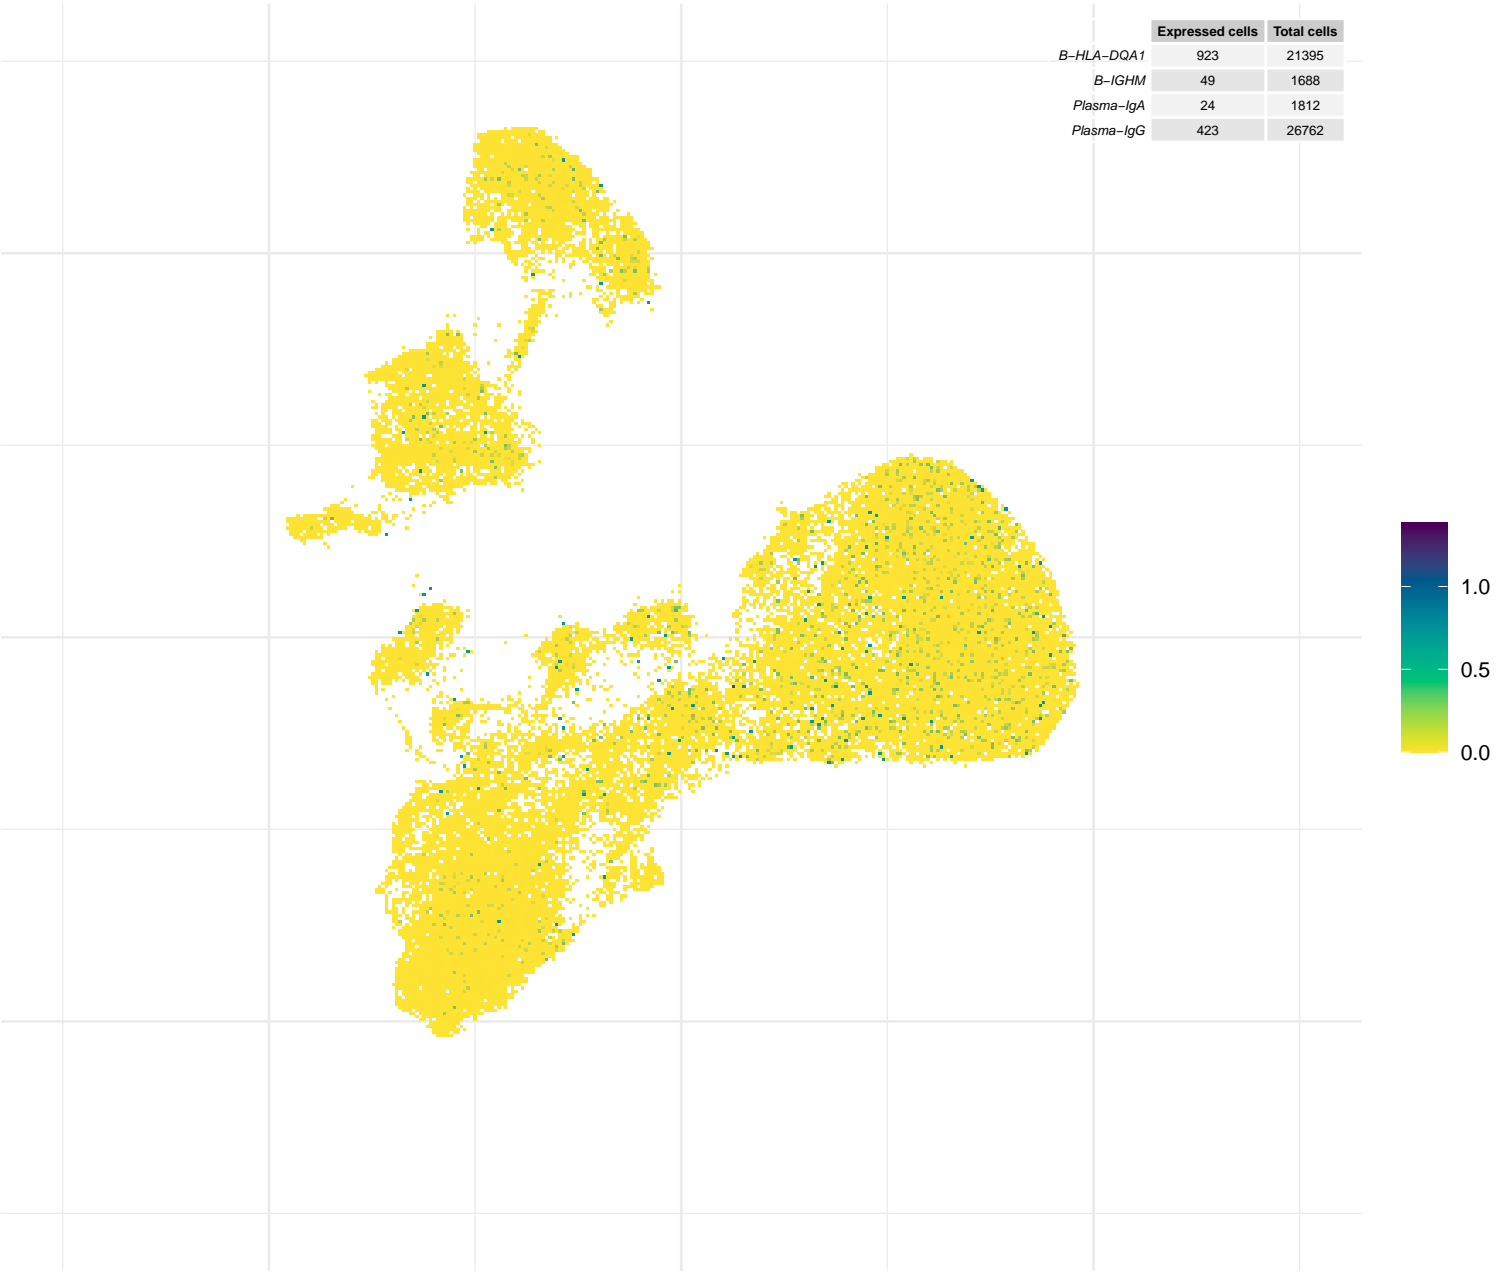 Expressed cells Total cells
B−HLA−DQA1 923 21395
B−IGHM 49 1688
Plasma−IgA 24 1812
Plasma−IgG 423 26762
1.0
0.5
0.0